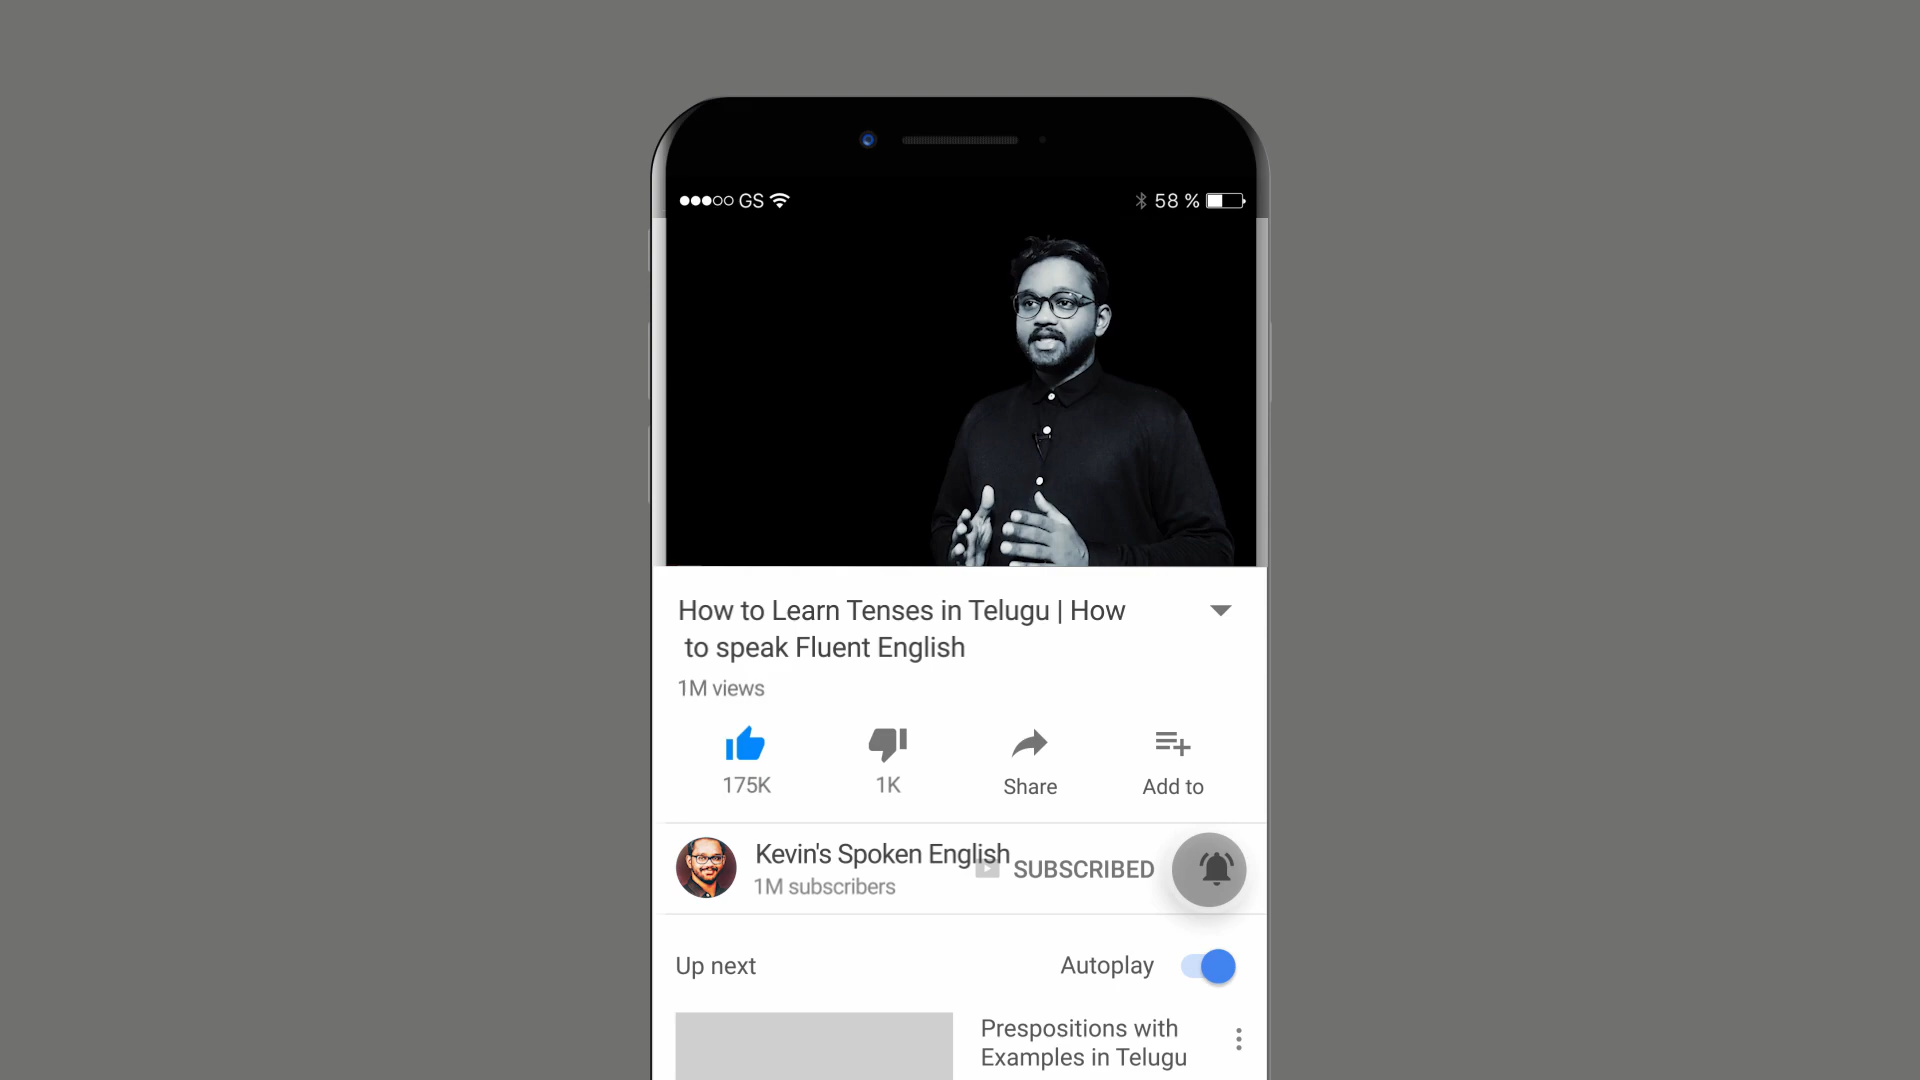 GS
58 %
How to Learn Tenses in Telugu | How
to speak Fluent English
1M views
175K
1K
Share
Add to
Kevin's Spoken English
1M subscribers
SUBSCRIBED
Up next
Autoplay
Prespositions with
Examples in Telugu